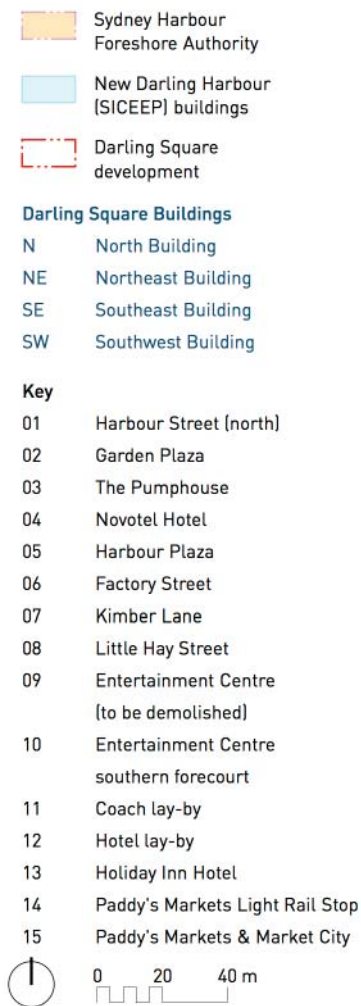 Sydney Harbour
Foreshore Authority
New Darling Harbour
(SICEEP) buildings
Darling Square
development
Darling Square Buildings
N North Building
NE Northeast Building
SE Southeast Building
SW Southwest Building
Key
01 Harbour Street (north)
02 Garden Plaza
03 The Pumphouse
04 Novotel Hotel
05 Harbour Plaza
06 Factory Street
07 Kimber Lane
08 Little Hay Street
09 Entertainment Centre
(to be demolished)
10 Entertainment Centre
southern forecourt
11 Coach lay-by
12 Hotel lay-by
13 Holiday Inn Hotel
14 Paddy's Markets Light Rail Stop
15 Paddy's Markets & Market City
0 20 40 m